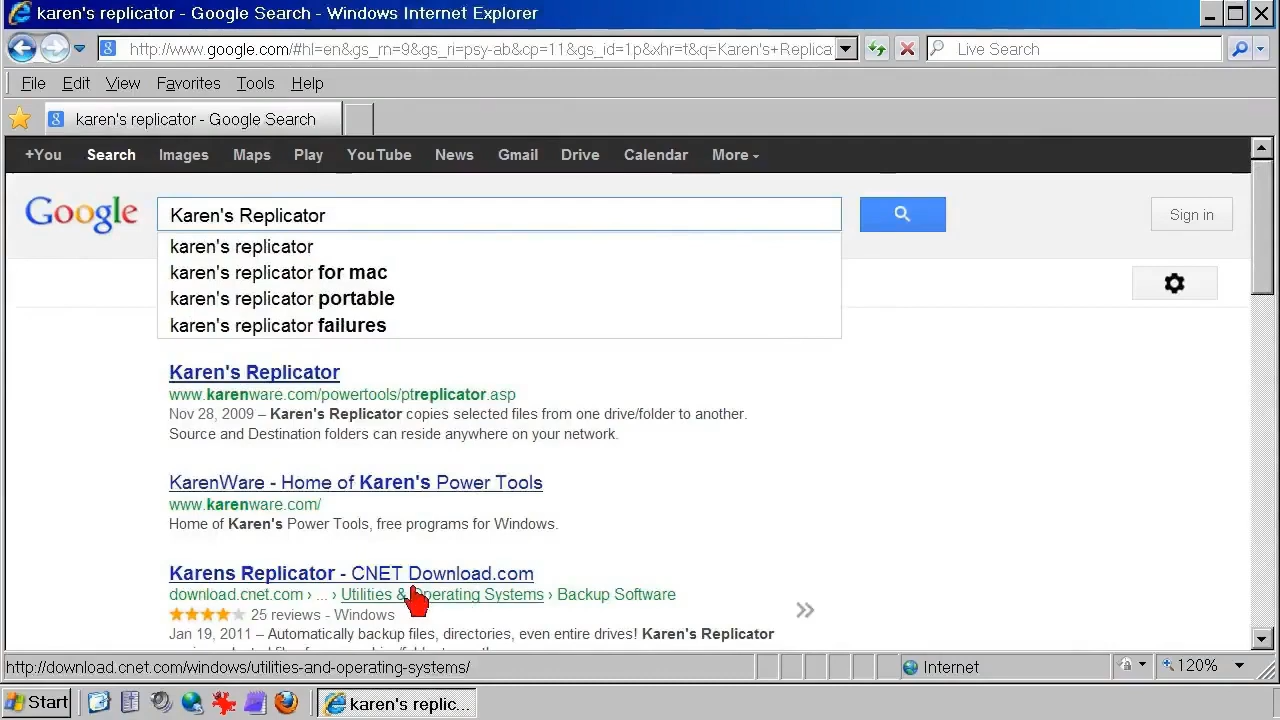 karen's replicator - Google Search - Windows Internet Explorer
http://www.google.com/#hl=en&gs_rn=9&gs_ri=psy-ab&cp=11&gs_id=1p&xhr=t&q=Karen's+Replica
Live Search
File Edit View Favorites Tools Help
karen's replicator - Google Search
+You Search Images Maps Play YouTube News Gmail Drive Calendar More
Google
Karen's Replicator
Sign in
karen's replicator
karen's replicator for mac
karen's replicator portable
karen's replicator failures
Karen's Replicator
www.karenware.com/powertools/ptreplicator.asp
Nov 28, 2009 – Karen's Replicator copies selected files from one drive/folder to another.
Source and Destination folders can reside anywhere on your network.
KarenWare - Home of Karen's Power Tools
www.karenware.com/
Home of Karen's Power Tools, free programs for Windows.
Karens Replicator - CNET Download.com
download.cnet.com › ... › Utilities & Operating Systems › Backup Software
25 reviews - Windows
Jan 19, 2011 – Automatically backup files, directories, even entire drives! Karen's Replicator
http://download.cnet.com/windows/utilities-and-operating-systems/
Internet
120%
Start
karen's replic...